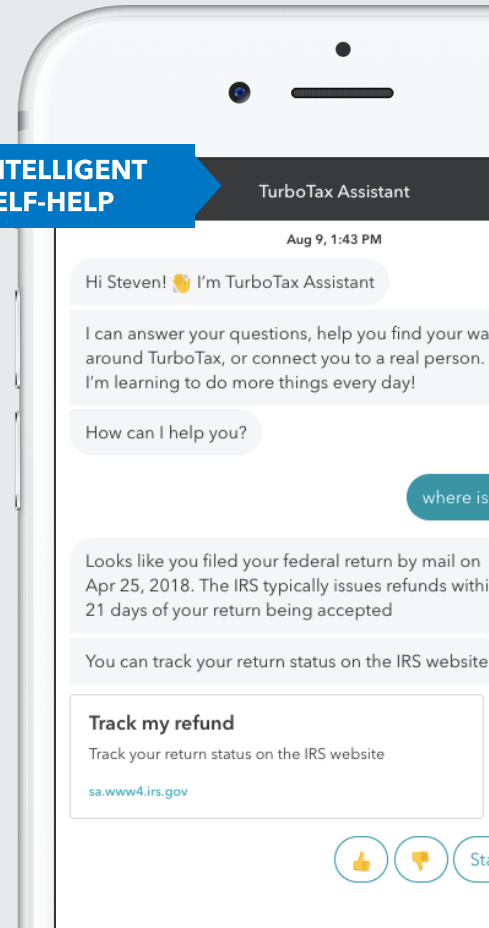 NTELLIGENT
ELF-HELP
TurboTax Assistant
Aug 9, 1:43 PM
Hi Steven! 👋 I'm TurboTax Assistant
I can answer your questions, help you find your wa
around TurboTax, or connect you to a real person.
I'm learning to do more things every day!
How can I help you?
where is
Looks like you filed your federal return by mail on
Apr 25, 2018. The IRS typically issues refunds withi
21 days of your return being accepted
You can track your return status on the IRS website
Track my refund
Track your return status on the IRS website
sa.www4.irs.gov
👍 👎 Sta